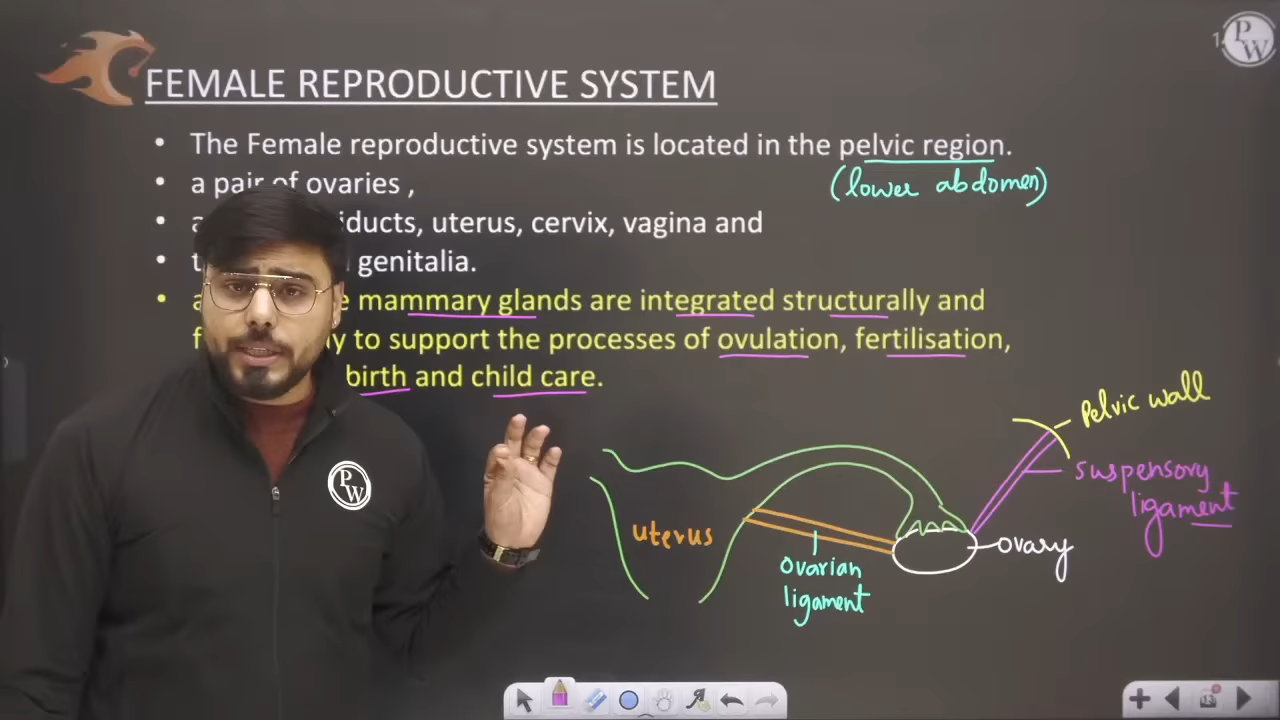 PW
FEMALE REPRODUCTIVE SYSTEM
• The Female reproductive system is located in the pelvic region.
(lower abdomen)
• a pair of ovaries ,
• uterus, cervix, vagina and
• genitalia.
• mammary glands are integrated structurally and
to support the processes of ovulation, fertilisation,
birth and child care.
Pelvic wall
suspensory
ligament
PW
uterus
ovary
ovarian
ligament